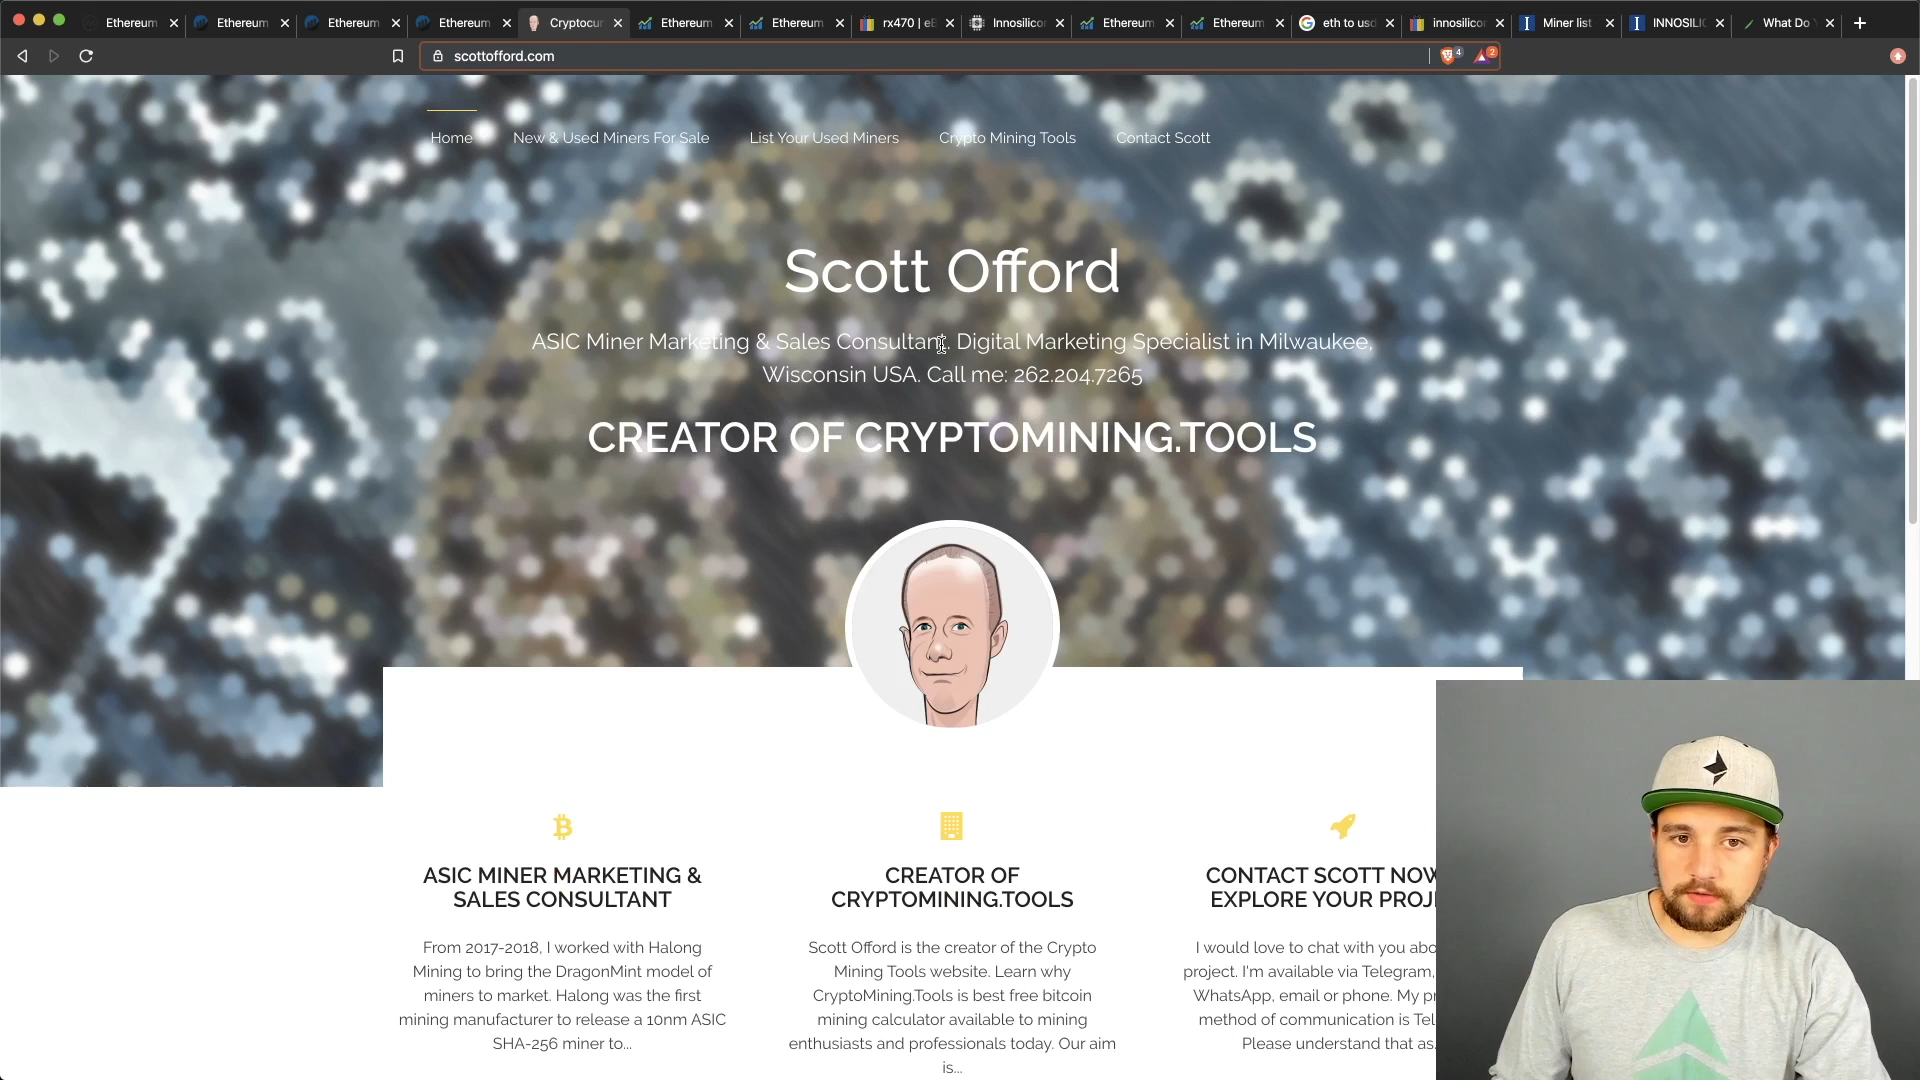 Ethereum Ethereum Ethereum Ethereum Cryptocur Ethereum Ethereum rx470 | eB Innosilicon Ethereum Ethereum eth to usd innosilicon Miner list INNOSILIC What Do
scottofford.com
4
2
Home New & Used Miners For Sale List Your Used Miners Crypto Mining Tools Contact Scott
Scott Offord
ASIC Miner Marketing & Sales Consultant. Digital Marketing Specialist in Milwaukee,
Wisconsin USA. Call me: 262.204.7265
CREATOR OF CRYPTOMINING.TOOLS
ASIC MINER MARKETING &
SALES CONSULTANT
From 2017-2018, I worked with Halong
Mining to bring the DragonMint model of
miners to market. Halong was the first
mining manufacturer to release a 10nm ASIC
SHA-256 miner to...
CREATOR OF
CRYPTOMINING.TOOLS
Scott Offord is the creator of the Crypto
Mining Tools website. Learn why
CryptoMining.Tools is best free bitcoin
mining calculator available to mining
enthusiasts and professionals today. Our aim
is...
CONTACT SCOTT NOW
EXPLORE YOUR PROJ
I would love to chat with you abo
project. I'm available via Telegram,
WhatsApp, email or phone. My pr
method of communication is Tel
Please understand that as